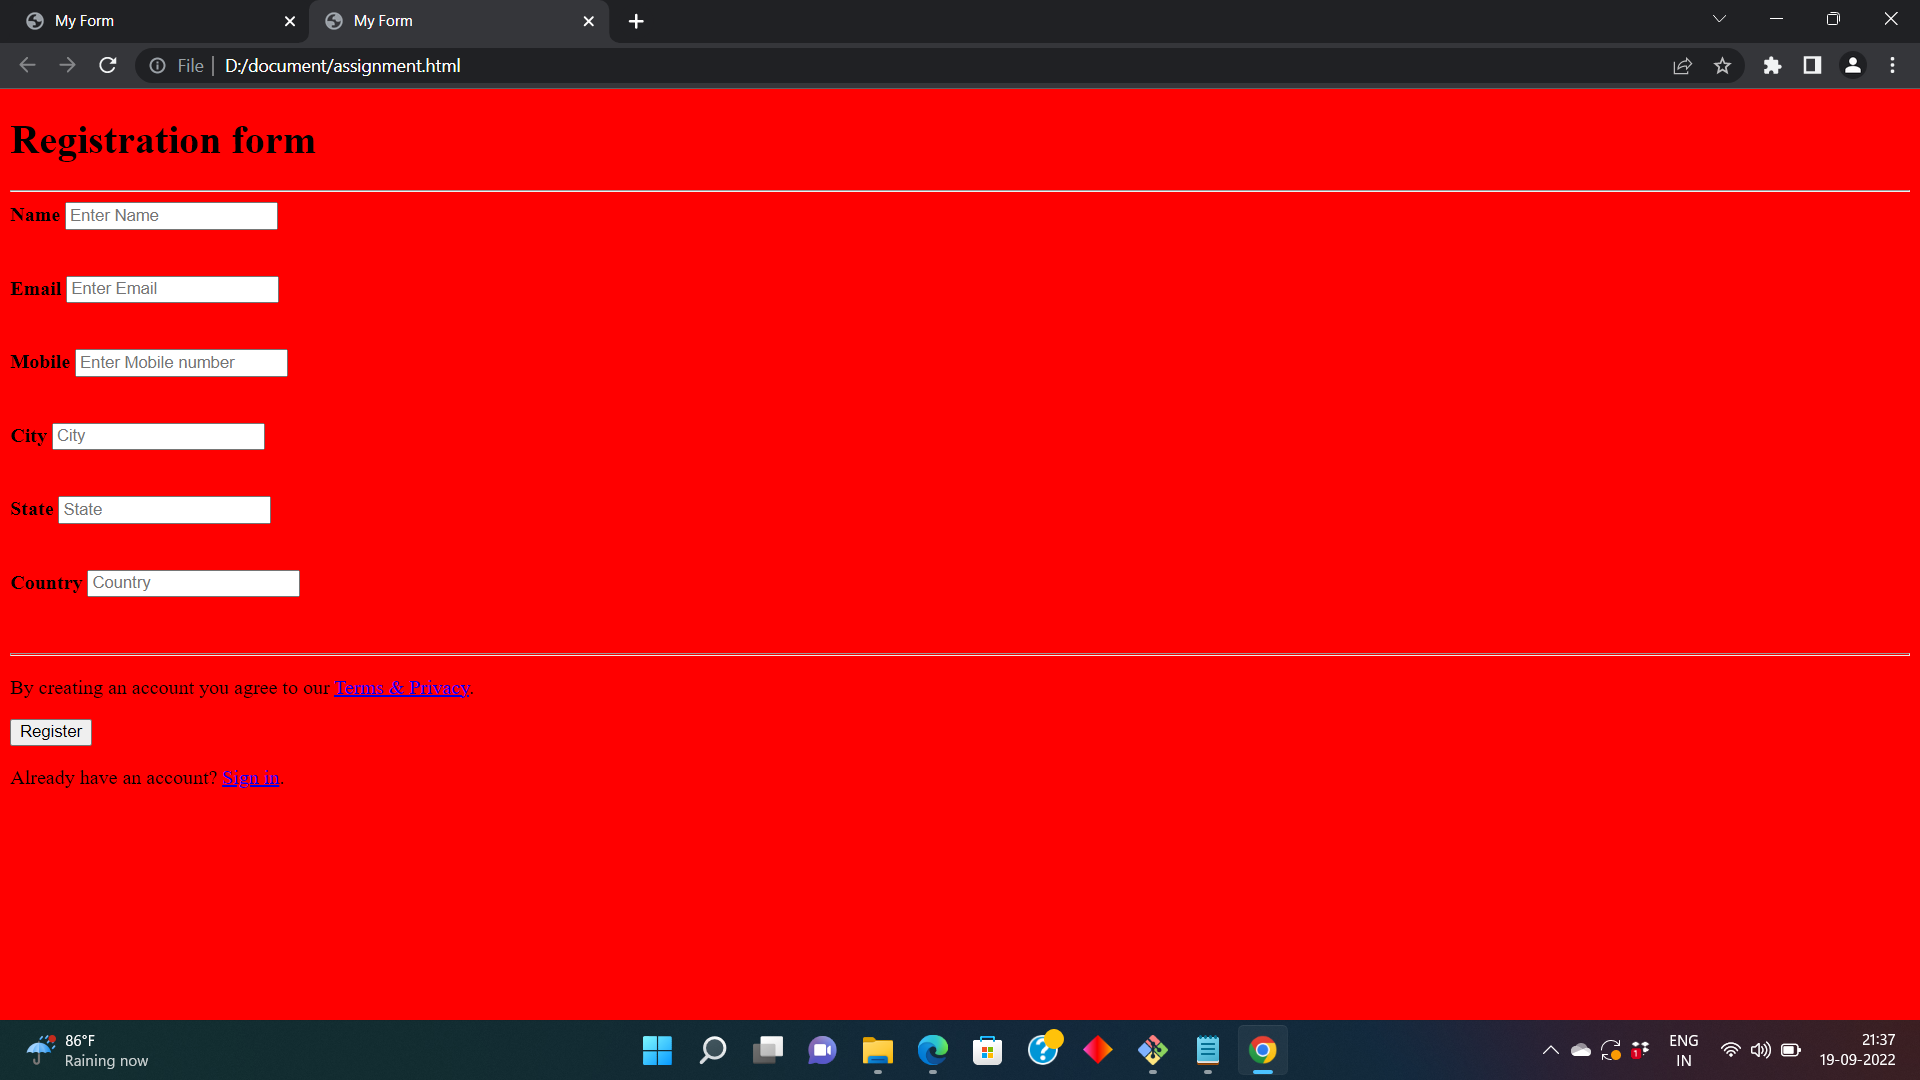 My Form
My Form
File
D:/document/assignment.html
Registration form
Name Enter Name
Email Enter Email
Mobile Enter Mobile number
City City
State State
Country Country
By creating an account you agree to our Terms & Privacy.
Register
Already have an account? Sign in.
86°F
Raining now
1
ENG
IN
21:37
19-09-2022